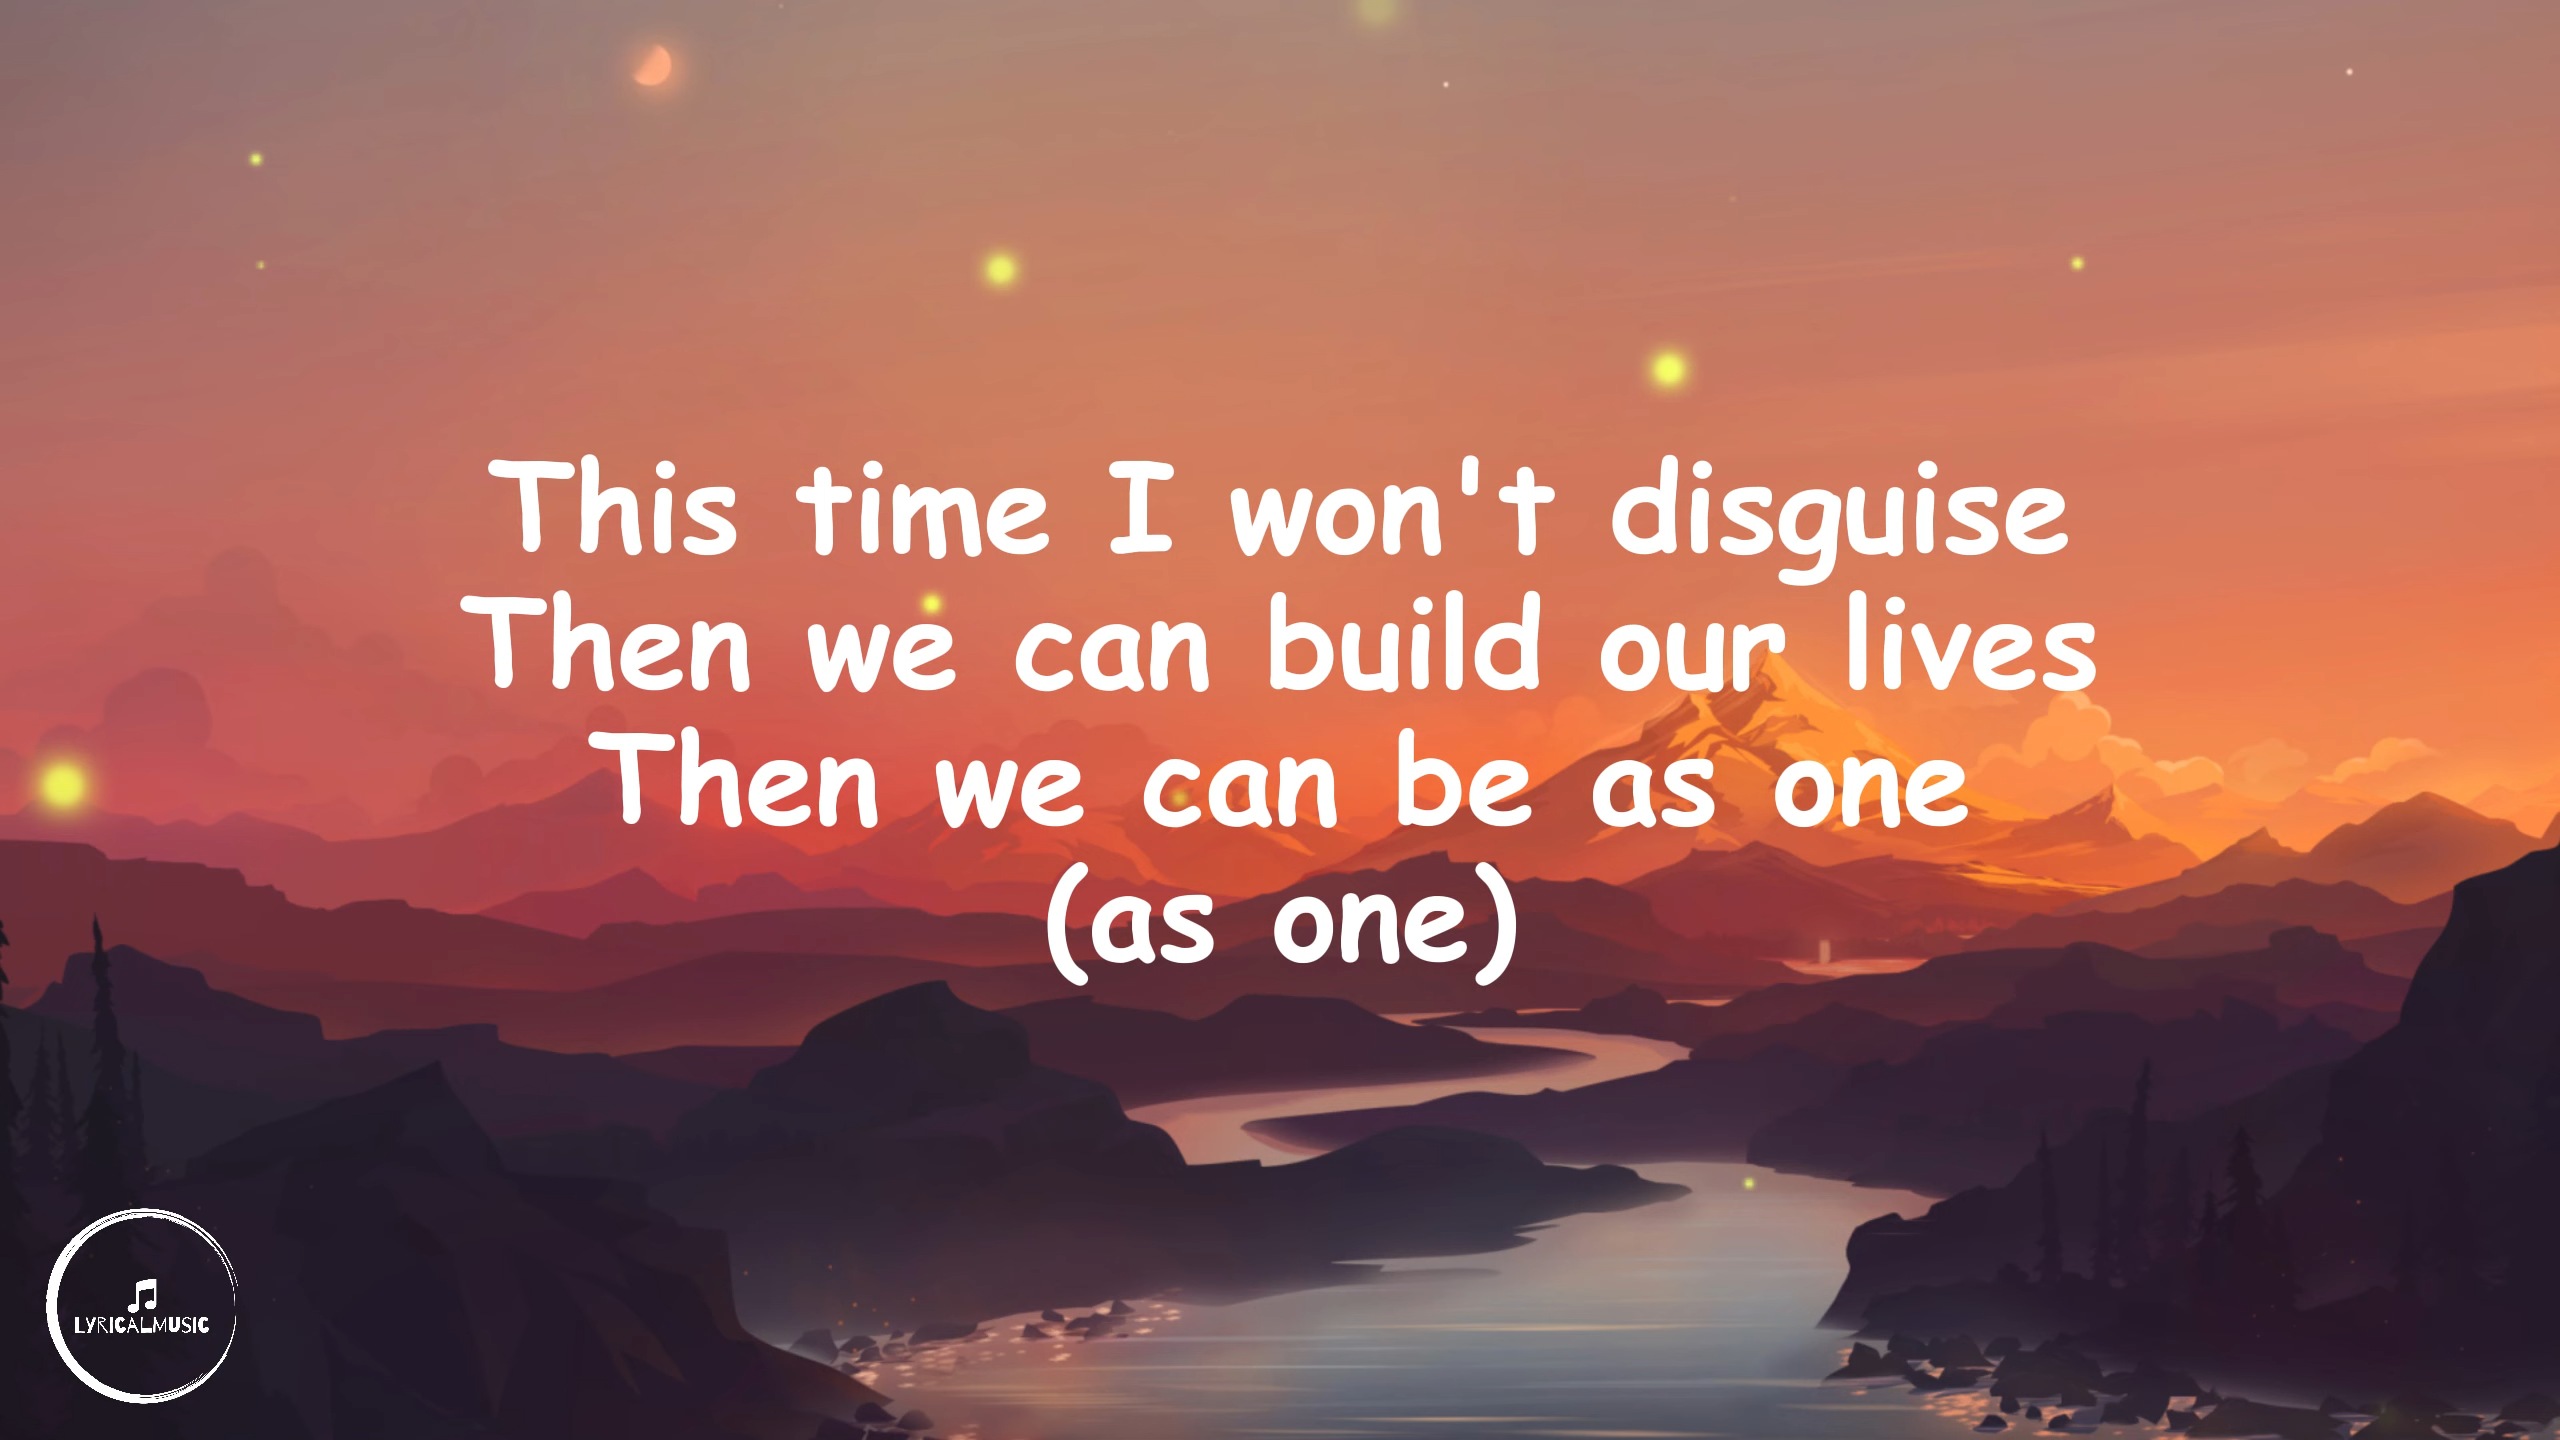 This time I won't disguise
Then we can build our lives
Then we can be as one
(as one)
LYRICALMUSIC